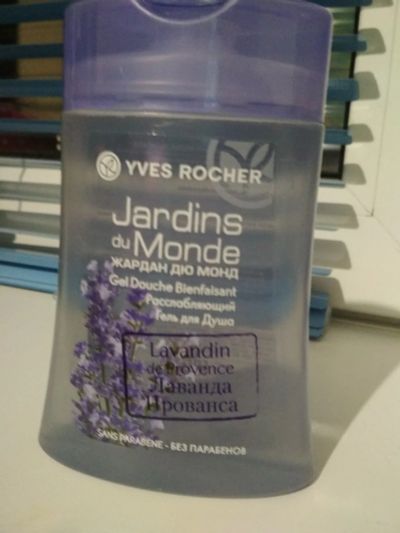 YVES ROCHER
Jardins
du Monde
ЖАРДАН ДЮ МОНД
Gel Douche Bienfaisant
Расслабляющий
Гель для Душа
Lavandin
de Provence
Лаванда
Прованса
SANS PARABENE - БЕЗ ПАРАБЕНОВ